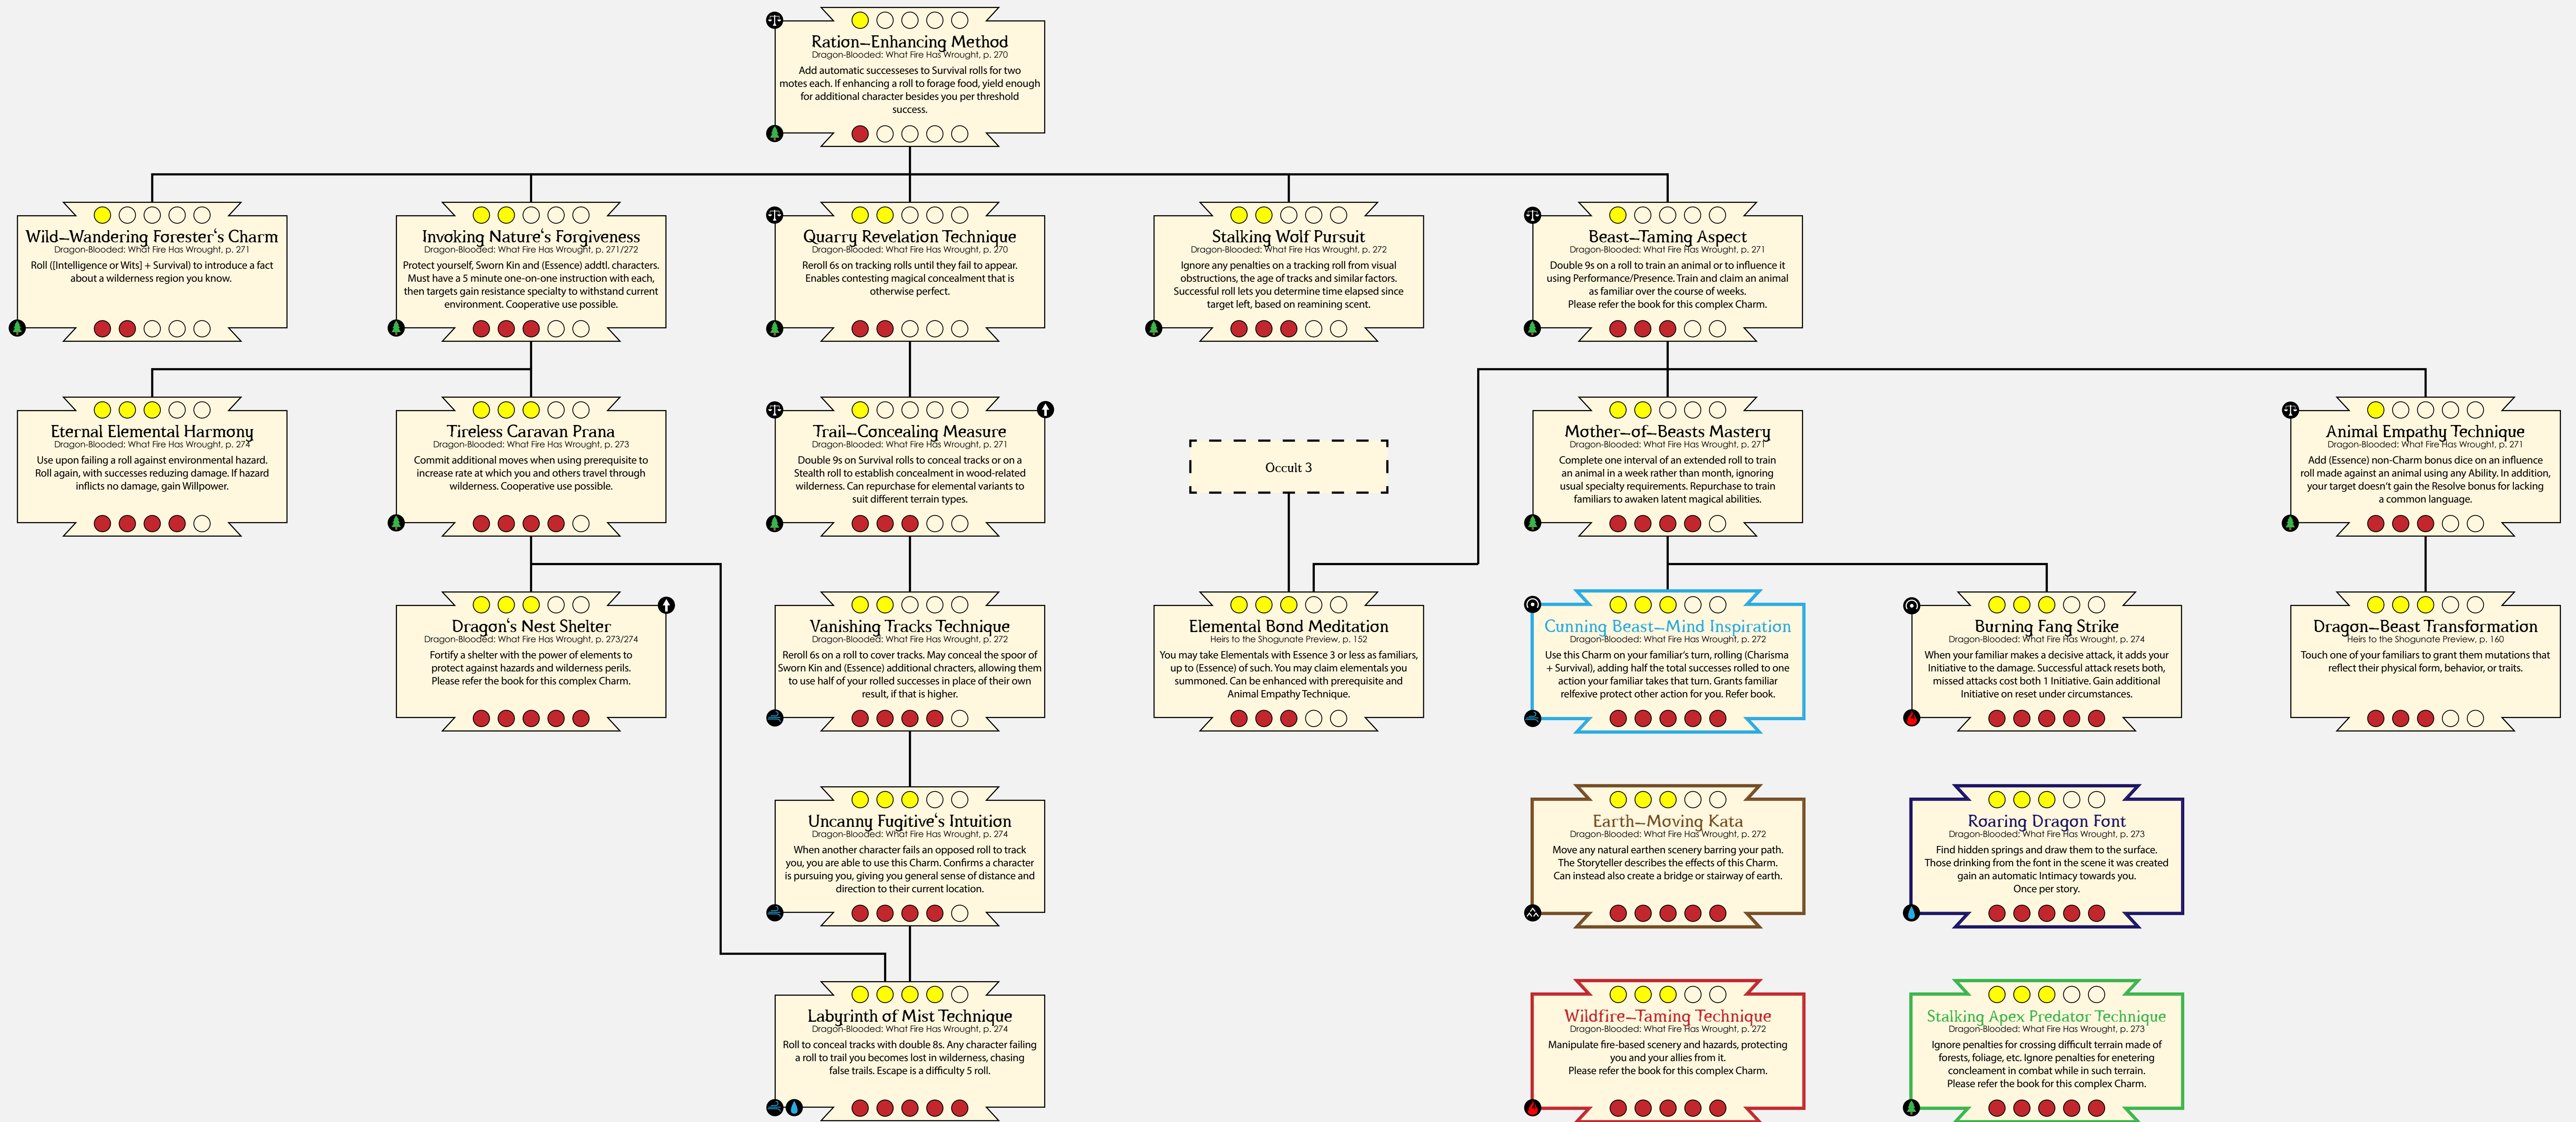 Ration–Enhancing Method
Dragon-Blooded: What Fire Has Wrought, p. 270
Add automatic successeses to Survival rolls for two
motes each. If enhancing a roll to forage food, yield enough
for additional character besides you per threshold
success.
Wild–Wandering Forester's Charm
Dragon-Blooded: What Fire Has Wrought, p. 271
Roll ([Intelligence or Wits] + Survival) to introduce a fact
about a wilderness region you know.
Invoking Nature's Forgiveness
Dragon-Blooded: What Fire Has Wrought, p. 271/272
Protect yourself, Sworn Kin and (Essence) addtl. characters.
Must have a 5 minute one-on-one instruction with each,
then targets gain resistance specialty to withstand current
environment. Cooperative use possible.
Quarry Revelation Technique
Dragon-Blooded: What Fire Has Wrought, p. 270
Reroll 6s on tracking rolls until they fail to appear.
Enables contesting magical concealment that is
otherwise perfect.
Stalking Wolf Pursuit
Dragon-Blooded: What Fire Has Wrought, p. 272
Ignore any penalties on a tracking roll from visual
obstructions, the age of tracks and similar factors.
Successful roll lets you determine time elapsed since
target left, based on reamining scent.
Beast–Taming Aspect
Dragon-Blooded: What Fire Has Wrought, p. 271
Double 9s on a roll to train an animal or to influence it
using Performance/Presence. Train and claim an animal
as familiar over the course of weeks.
Please refer the book for this complex Charm.
Eternal Elemental Harmony
Dragon-Blooded: What Fire Has Wrought, p. 274
Use upon failing a roll against environmental hazard.
Roll again, with successes reducing damage. If hazard
inflicts no damage, gain Willpower.
Tireless Caravan Prana
Dragon-Blooded: What Fire Has Wrought, p. 273
Commit additional moves when using prerequisite to
increase rate at which you and others travel through
wilderness. Cooperative use possible.
Trail–Concealing Measure
Dragon-Blooded: What Fire Has Wrought, p. 271
Double 9s on Survival rolls to conceal tracks or on a
Stealth roll to establish concealment in wood-related
wilderness. Can repurchase for elemental variants to
suit different terrain types.
Occult 3
Mother–of–Beasts Mastery
Dragon-Blooded: What Fire Has Wrought, p. 271
Complete one interval of an extended roll to train
an animal in a week rather than month, ignoring
usual specialty requirements. Repurchase to train
familiars to awaken latent magical abilities.
Animal Empathy Technique
Dragon-Blooded: What Fire Has Wrought, p. 271
Add (Essence) non-Charm bonus dice on an influence
roll made against an animal using any Ability. In addition,
your target doesn't gain the Resolve bonus for lacking
a common language.
Dragon's Nest Shelter
Dragon-Blooded: What Fire Has Wrought, p. 273/274
Fortify a shelter with the power of elements to
protect against hazards and wilderness perils.
Please refer the book for this complex Charm.
Vanishing Tracks Technique
Dragon-Blooded: What Fire Has Wrought, p. 272
Reroll 6s on a roll to cover tracks. May conceal the spoor of
Sworn Kin and (Essence) additional chracters, allowing them
to use half of your rolled successes in place of their own
result, if that is higher.
Elemental Bond Meditation
Heirs to the Shogunate Preview, p. 152
You may take Elementals with Essence 3 or less as familiars,
up to (Essence) of such. You may claim elementals you
summoned. Can be enhanced with prerequisite and
Animal Empathy Technique.
Cunning Beast–Mind Inspiration
Dragon-Blooded: What Fire Has Wrought, p. 272
Use this Charm on your familiar's turn, rolling (Charisma
+ Survival), adding half the total successes rolled to one
action your familiar takes that turn. Grants familiar
relfexive protect other action for you. Refer book.
Burning Fang Strike
Dragon-Blooded: What Fire Has Wrought, p. 274
When your familiar makes a decisive attack, it adds your
Initiative to the damage. Successful attack resets both,
missed attacks cost both 1 Initiative. Gain additional
Initiative on reset under circumstances.
Dragon–Beast Transformation
Heirs to the Shogunate Preview, p. 160
Touch one of your familiars to grant them mutations that
reflect their physical form, behavior, or traits.
Uncanny Fugitive's Intuition
Dragon-Blooded: What Fire Has Wrought, p. 274
When another character fails an opposed roll to track
you, you are able to use this Charm. Confirms a character
is pursuing you, giving you general sense of distance and
direction to their current location.
Earth–Moving Kata
Dragon-Blooded: What Fire Has Wrought, p. 272
Move any natural earthen scenery barring your path.
The Storyteller describes the effects of this Charm.
Can instead also create a bridge or stairway of earth.
Roaring Dragon Font
Dragon-Blooded: What Fire Has Wrought, p. 273
Find hidden springs and draw them to the surface.
Those drinking from the font in the scene it was created
gain an automatic Intimacy towards you.
Once per story.
Labyrinth of Mist Technique
Dragon-Blooded: What Fire Has Wrought, p. 274
Roll to conceal tracks with double 8s. Any character failing
a roll to trail you becomes lost in wilderness, chasing
false trails. Escape is a difficulty 5 roll.
Wildfire–Taming Technique
Dragon-Blooded: What Fire Has Wrought, p. 272
Manipulate fire-based scenery and hazards, protecting
you and your allies from it.
Please refer the book for this complex Charm.
Stalking Apex Predator Technique
Dragon-Blooded: What Fire Has Wrought, p. 273
Ignore penalties for crossing difficult terrain made of
forests, foliage, etc. Ignore penalties for enetering
concleament in combat while in such terrain.
Please refer the book for this complex Charm.